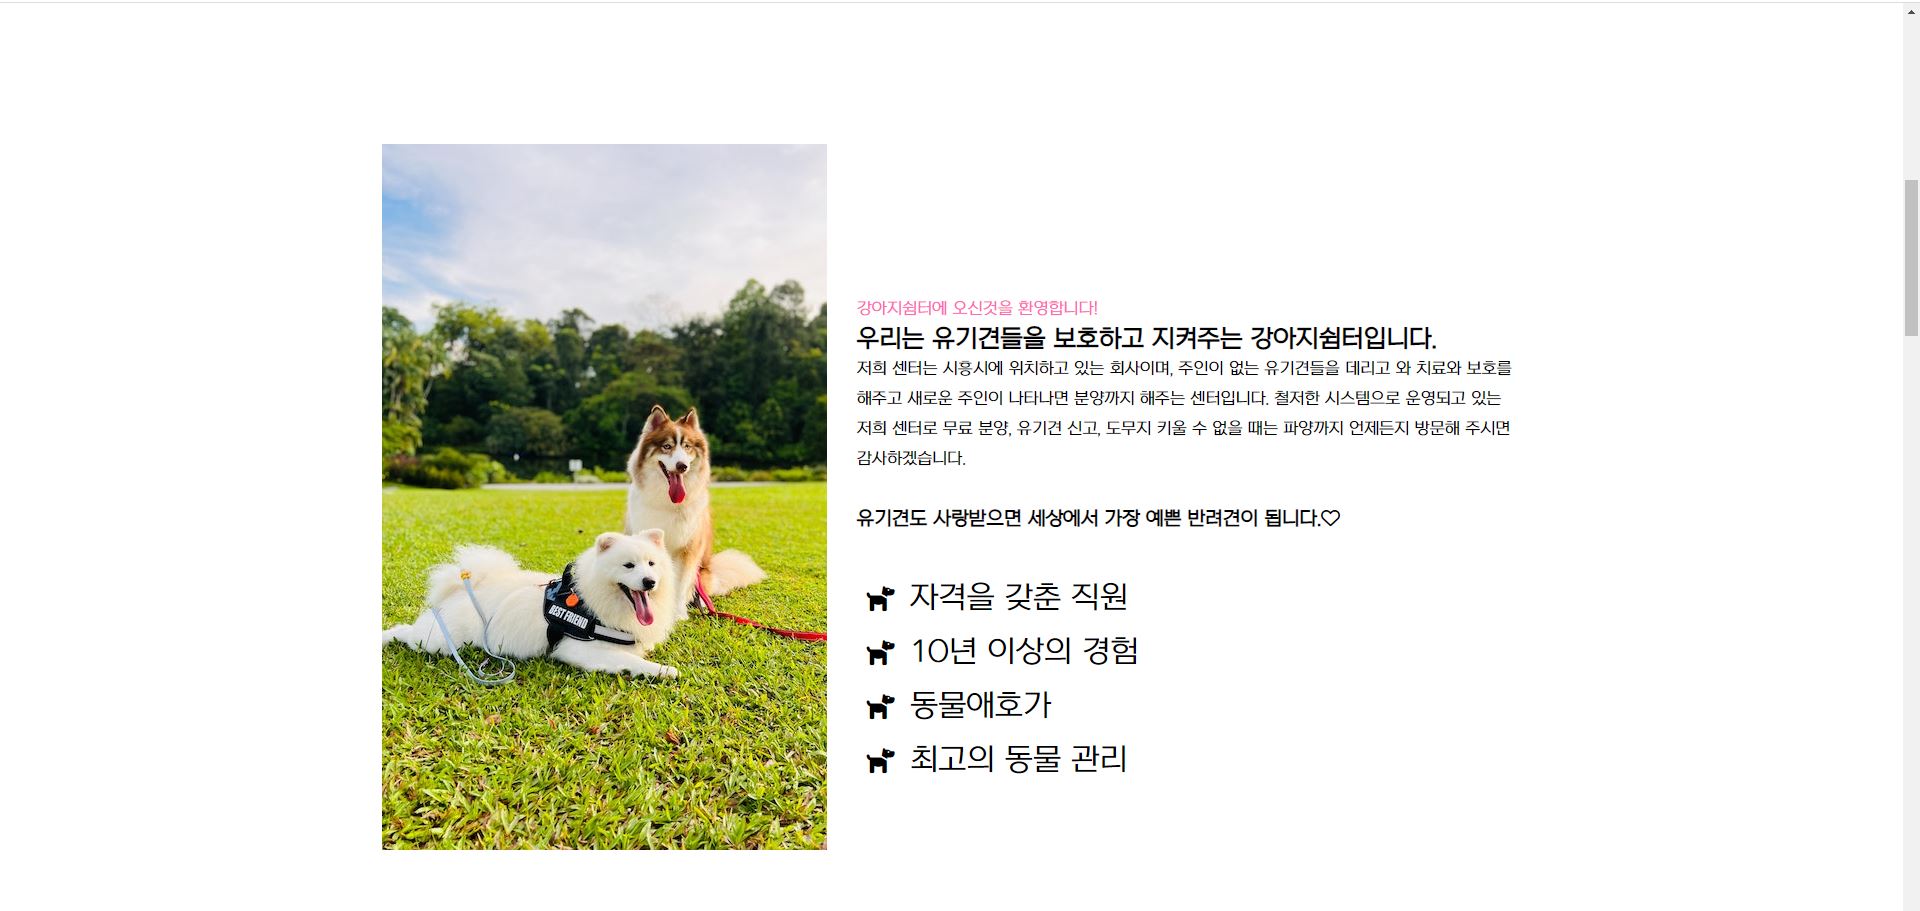 강아지쉼터에 오신것을 환영합니다!
우리는 유기견들을 보호하고 지켜주는 강아지쉼터입니다.
저희 센터는 시흥시에 위치하고 있는 회사이며, 주인이 없는 유기견들을 데리고 와 치료와 보호를
해주고 새로운 주인이 나타나면 분양까지 해주는 센터입니다. 철저한 시스템으로 운영되고 있는
저희 센터로 무료 분양, 유기견 신고, 도무지 키울 수 없을 때는 파양까지 언제든지 방문해 주시면
감사하겠습니다.
유기견도 사랑받으면 세상에서 가장 예쁜 반려견이 됩니다.♡
BEST FRIEND
자격을 갖춘 직원
10년 이상의 경험
동물애호가
최고의 동물 관리